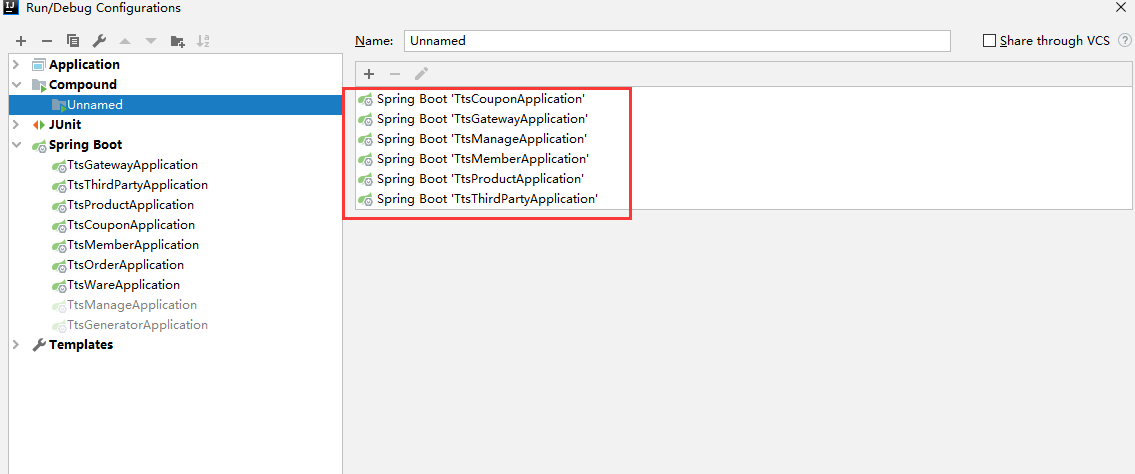 IJ Run/Debug Configurations
Name: Unnamed Share through VCS ?
Application
Compound
Unnamed
JUnit
Spring Boot
TtsGatewayApplication
TtsThirdPartyApplication
TtsProductApplication
TtsCouponApplication
TtsMemberApplication
TtsOrderApplication
TtsWareApplication
TtsManageApplication
TtsGeneratorApplication
Templates
Spring Boot 'TtsCouponApplication'
Spring Boot 'TtsGatewayApplication'
Spring Boot 'TtsManageApplication'
Spring Boot 'TtsMemberApplication'
Spring Boot 'TtsProductApplication'
Spring Boot 'TtsThirdPartyApplication'